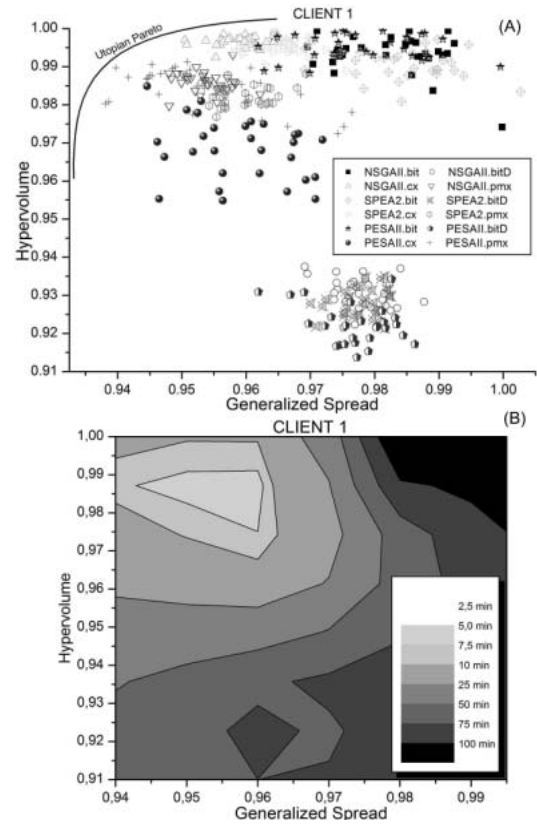 CLIENT 1
(A)
Utopian Pareto
1.00
0.99
0.98
0.97
0.96
0.95
0.94
0.93
0.92
0.91
Hypervolume
NSGAII.bit NSGAII.bitD
NSGAII.cx NSGAII.pmx
SPEA2.bit SPEA2.bitD
SPEA2.cx SPEA2.pmx
PESAII.bit PESAII.bitD
PESAII.cx PESAII.pmx
0.94 0.95 0.96 0.97 0.98 0.99 1.00
Generalized Spread
(B)
CLIENT 1
1,00
0,99
0,98
0,97
0,96
0,95
0,94
0,93
0,92
0,91
Hypervolume
2,5 min
5,0 min
7,5 min
10 min
25 min
50 min
75 min
100 min
0,94 0,95 0,96 0,97 0,98 0,99
Generalized Spread